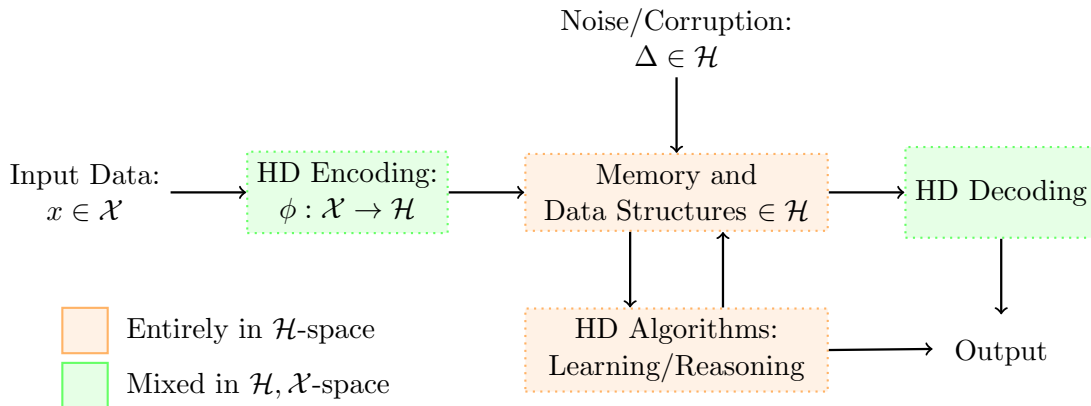 Noise/Corruption:
Δ ∈ ℋ
Input Data:
x ∈ 𝒳
HD Encoding:
ϕ : 𝒳 → ℋ
Memory and
Data Structures ∈ ℋ
HD Decoding
HD Algorithms:
Learning/Reasoning
Output
Entirely in ℋ-space
Mixed in ℋ, 𝒳-space